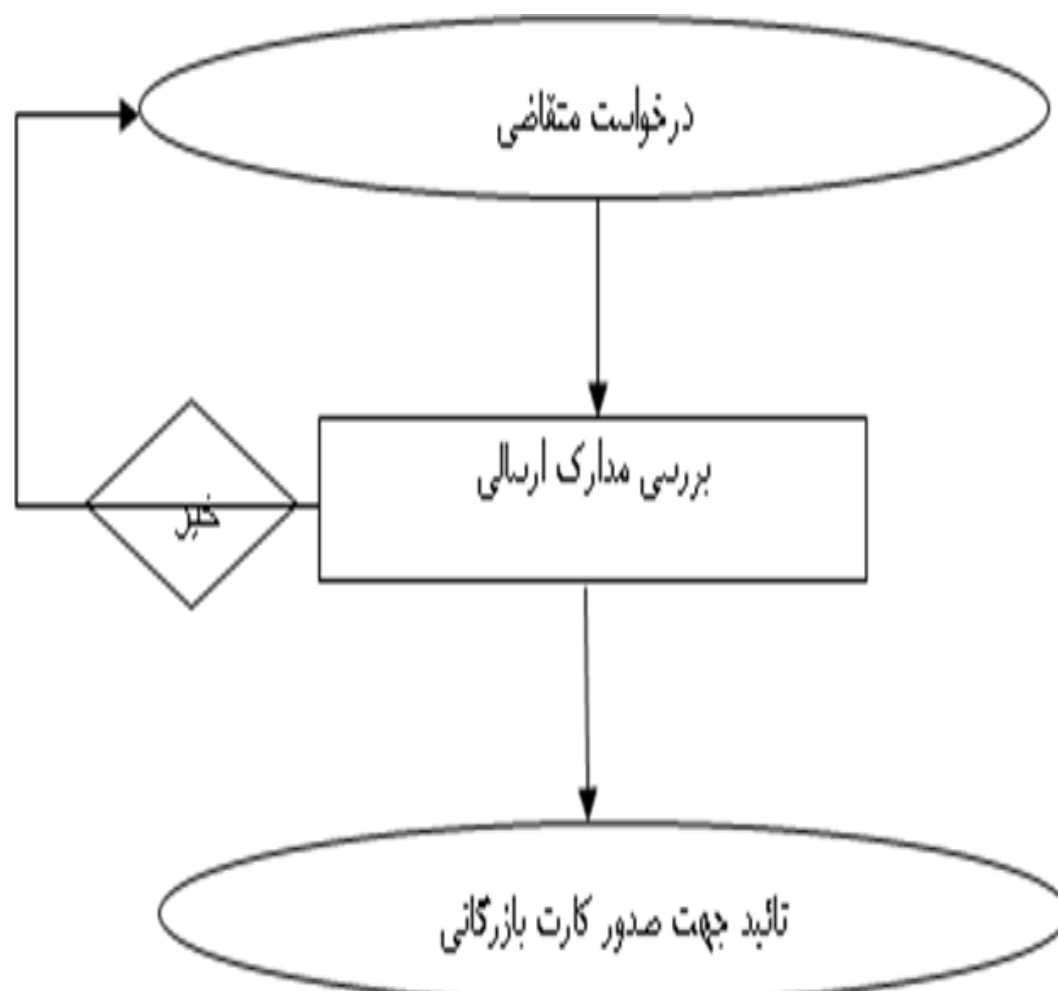 درخواست متقاضی
بررسی مدارک ارسالی
خیر
تائید جهت صدور کارت بازرگانی